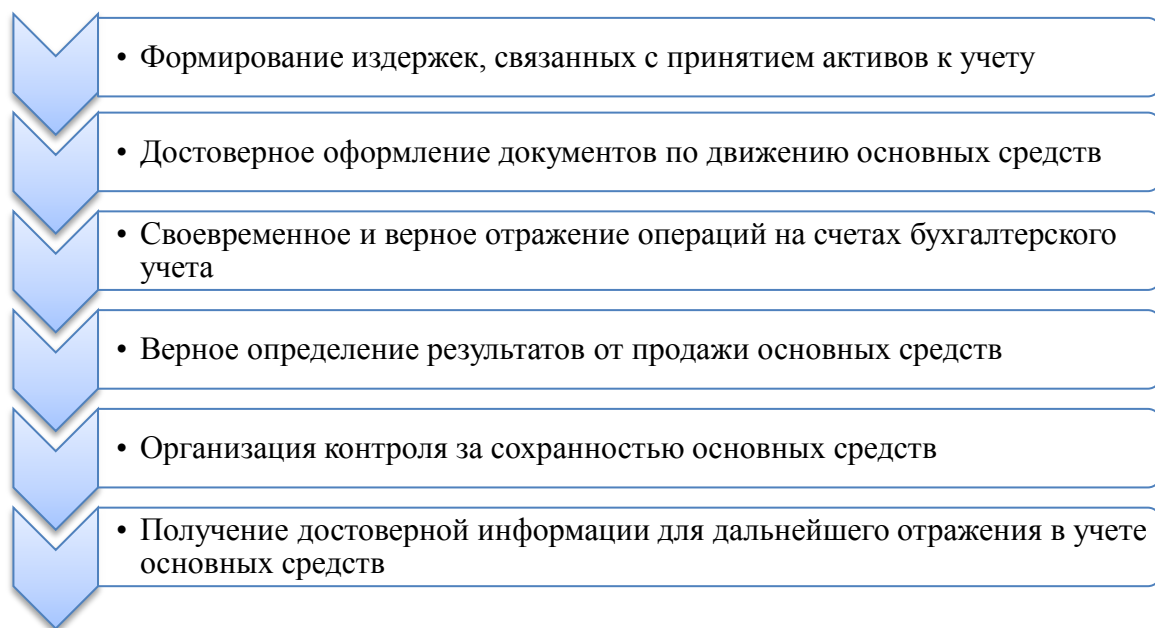 • Формирование издержек, связанных с принятием активов к учету
• Достоверное оформление документов по движению основных средств
• Своевременное и верное отражение операций на счетах бухгалтерского
учета
• Верное определение результатов от продажи основных средств
• Организация контроля за сохранностью основных средств
• Получение достоверной информации для дальнейшего отражения в учете
основных средств